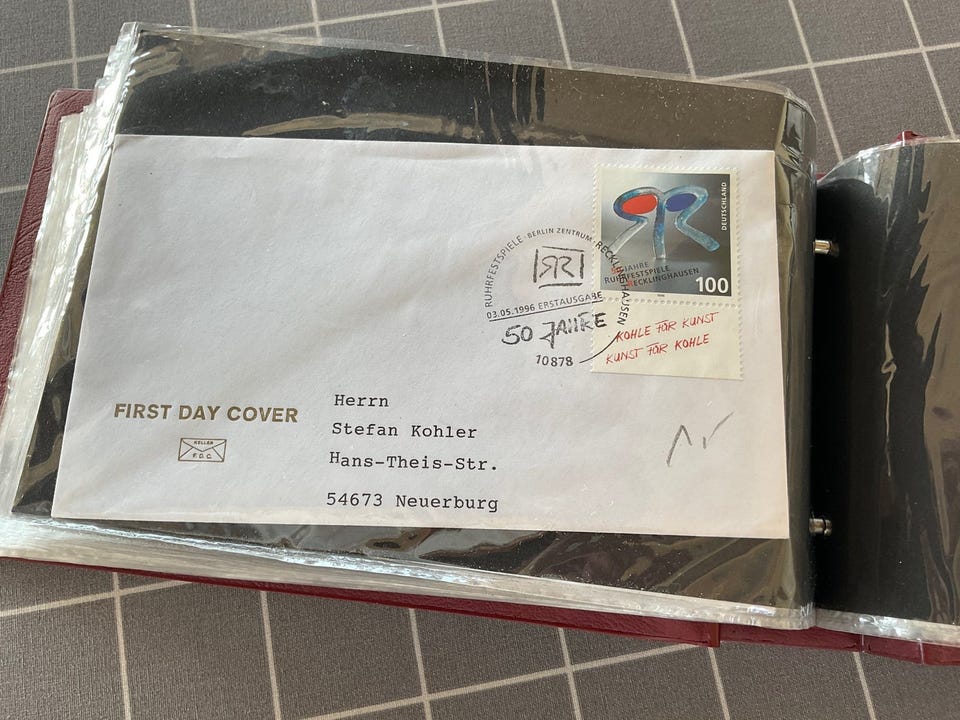 RUHRFESTSPIELE · BERLIN ZENTRUM · RECKLINGHAUSEN
03.05.1996 ERSTAUSGABE
50 JAHRE
10878
DEUTSCHLAND
JAHRE
RUHRFESTSPIELE
RECKLINGHAUSEN
100
KOHLE FÜR KUNST
KUNST FÜR KOHLE
FIRST DAY COVER
KELLER
F.D.C.
Herrn
Stefan Kohler
Hans-Theis-Str.
54673 Neuerburg